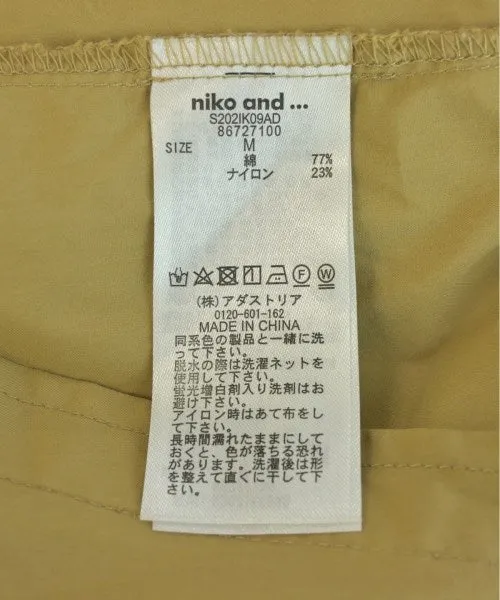 niko and ...
S202IK09AD
86727100
SIZE M
綿 77%
ナイロン 23%
(株)アダストリア
0120-601-162
MADE IN CHINA
同系色の製品と一緒に洗
って下さい。
脱水の際は洗濯ネットを
使用して下さい。
蛍光増白剤入り洗剤はお
避け下さい。
アイロン時はあて布をし
て下さい。
長時間濡れたままにして
おくと、色が落ちる恐れ
があります。洗濯後は形
を整えて直ぐに干して下
さい。